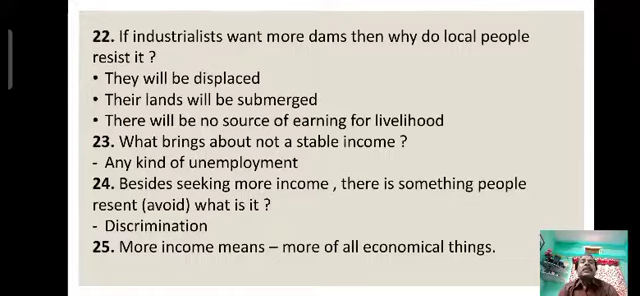 22. If industrialists want more dams then why do local people
resist it ?
• They will be displaced
• Their lands will be submerged
• There will be no source of earning for livelihood
23. What brings about not a stable income ?
- Any kind of unemployment
24. Besides seeking more income , there is something people
resent (avoid) what is it ?
- Discrimination
25. More income means – more of all economical things.